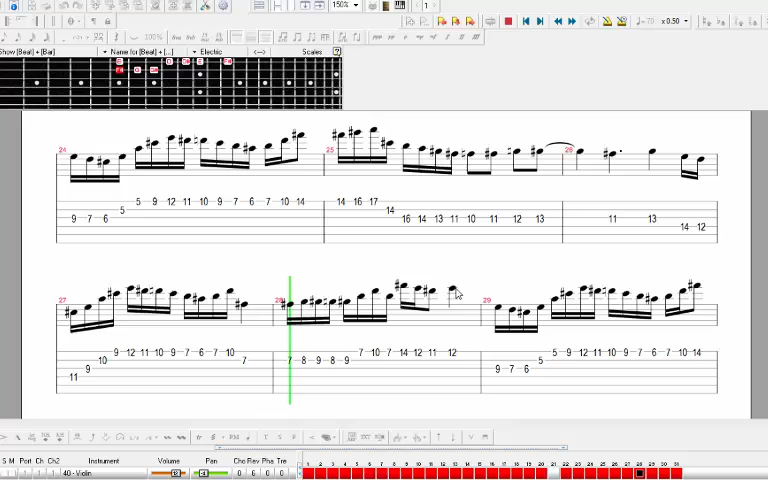 150%
1
100%
= 70
x 0.50
Show [Beat] + [Bar]
Name for [Beat] + [...]
Electric
<-->
Scales
?
24
25
26
9 7 6 5 5 9 12 11 10 9 7 6 7 10 14
14 16 17 14 16 14 13 11 10 11 12 13
11 13 14 12
27
28
29
11 9 10 9 12 11 10 9 7 6 7 10 7
7 8 9 8 9 7 10 7 14 12 11 12
9 7 6 5 5 9 12 11 10 9 7 6 7 10 14
S M Port Ch Ch2 Instrument Volume Pan Cho Rev Pha Tre
1 2 3 4 5 6 7 8 9 10 11 12 13 14 15 16 17 18 19 20 21 22 23 24 25 26 27 28 29 30 31
1 1 1 40 - Violin 0 6 0 0